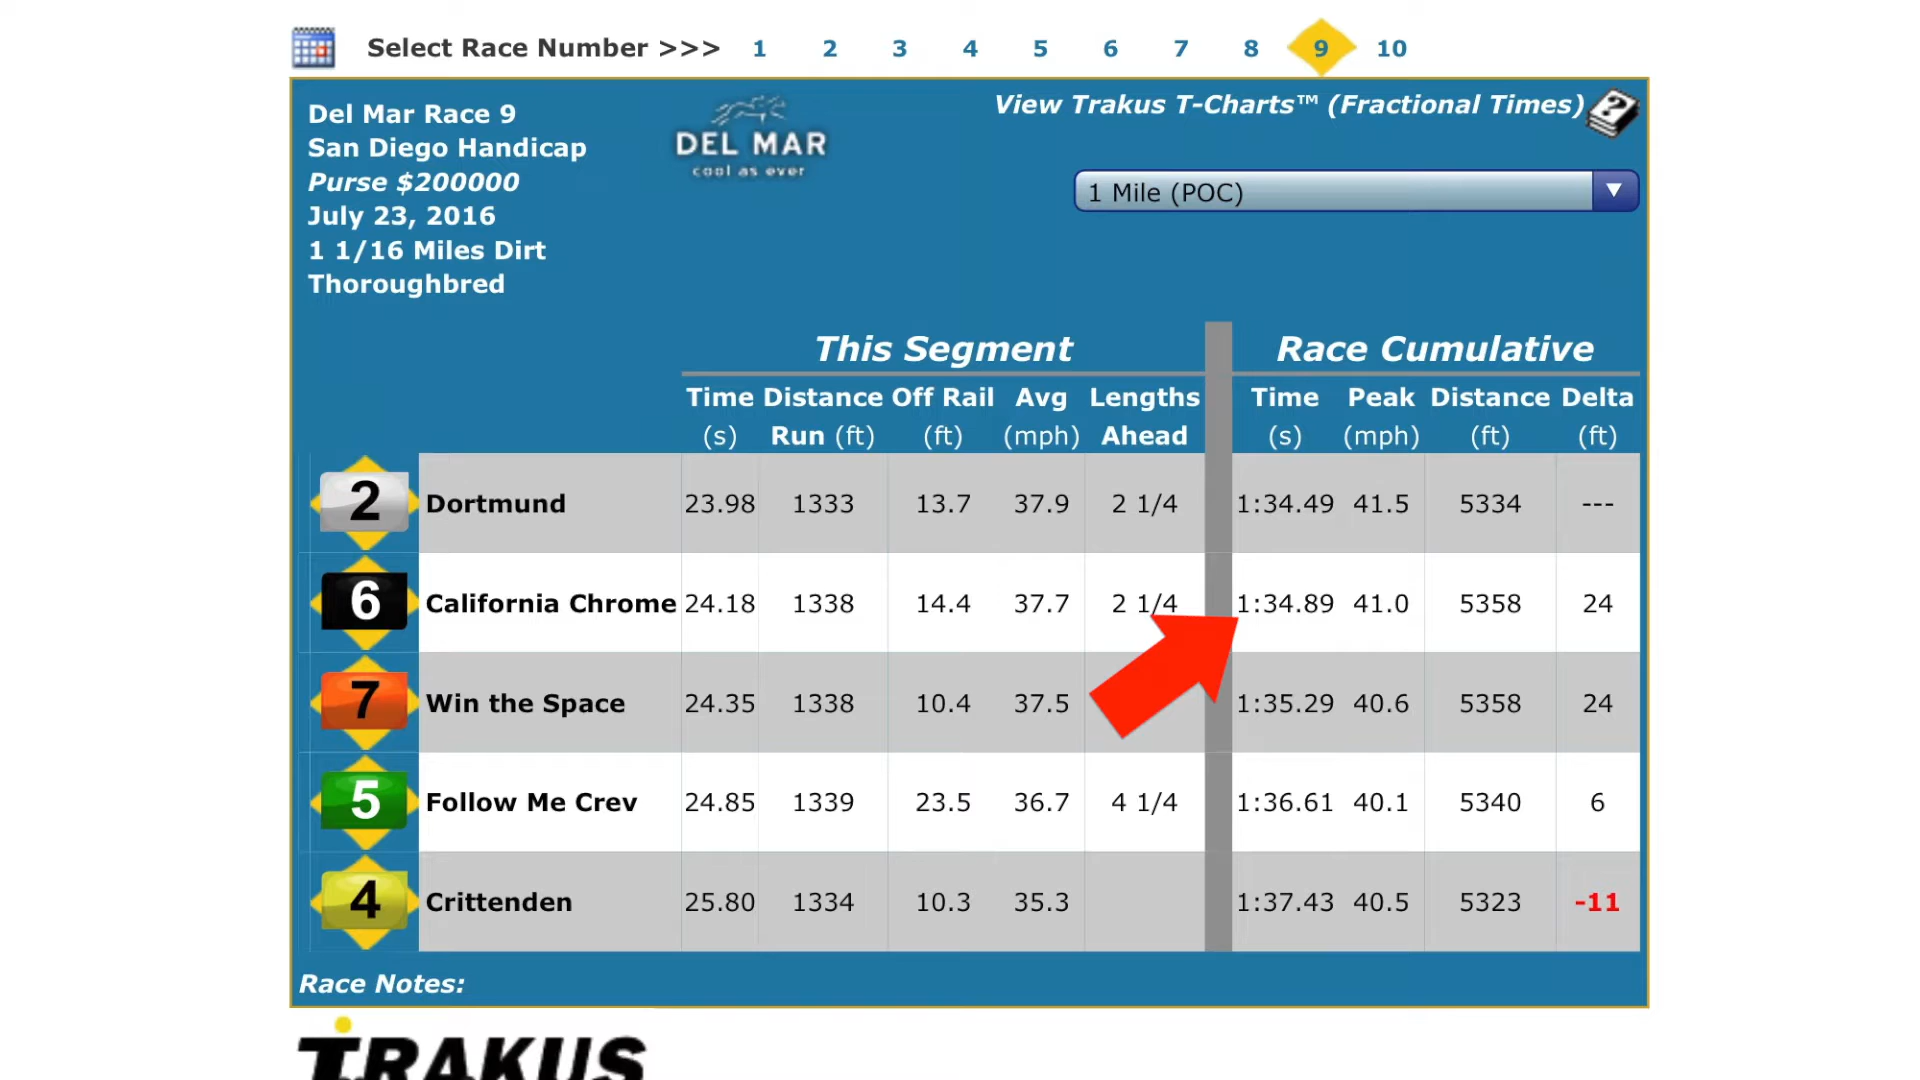 Select Race Number >>> 1 2 3 4 5 6 7 8 9 10
Del Mar Race 9
San Diego Handicap
Purse $200000
July 23, 2016
1 1/16 Miles Dirt
Thoroughbred
DEL MAR
cool as ever
View Trakus T-Charts™ (Fractional Times)
?
1 Mile (POC)
This Segment Race Cumulative
Time Distance Off Rail Avg Lengths Time Peak Distance Delta
(s) Run (ft) (ft) (mph) Ahead (s) (mph) (ft) (ft)
2 Dortmund 23.98 1333 13.7 37.9 2 1/4 1:34.49 41.5 5334 ---
6 California Chrome 24.18 1338 14.4 37.7 2 1/4 1:34.89 41.0 5358 24
7 Win the Space 24.35 1338 10.4 37.5 1:35.29 40.6 5358 24
5 Follow Me Crev 24.85 1339 23.5 36.7 4 1/4 1:36.61 40.1 5340 6
4 Crittenden 25.80 1334 10.3 35.3 1:37.43 40.5 5323 -11
Race Notes:
TRAKUS